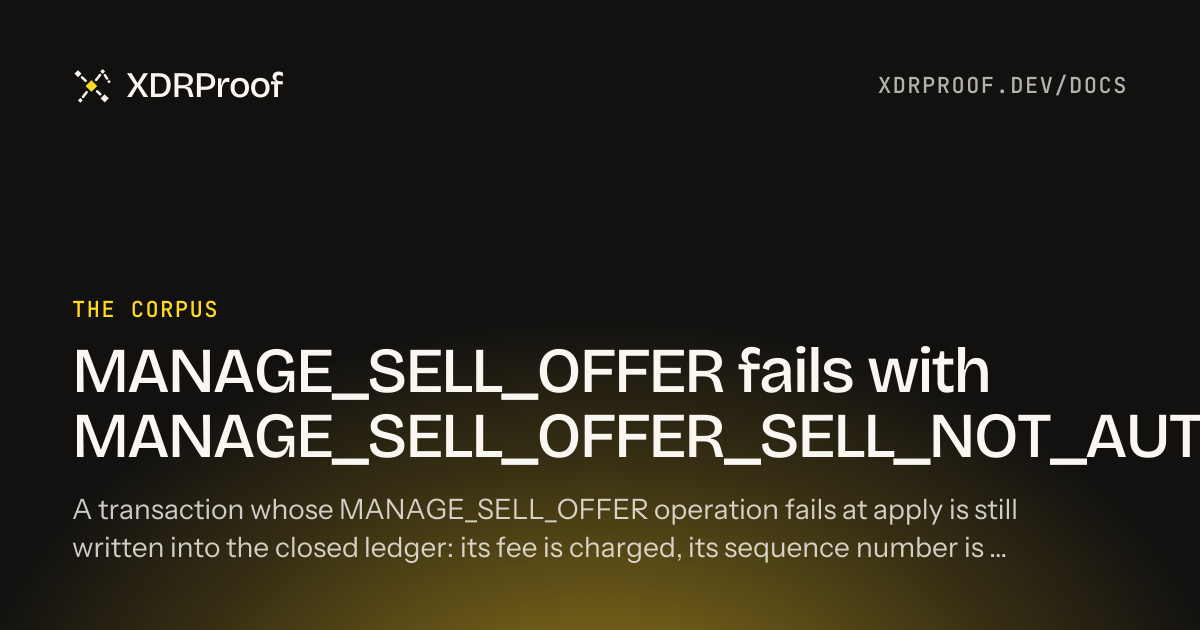 XDRProof
XDRPROOF.DEV/DOCS
THE CORPUS
MANAGE_SELL_OFFER fails with
MANAGE_SELL_OFFER_SELL_NOT_AUT
A transaction whose MANAGE_SELL_OFFER operation fails at apply is still
written into the closed ledger: its fee is charged, its sequence number is ...